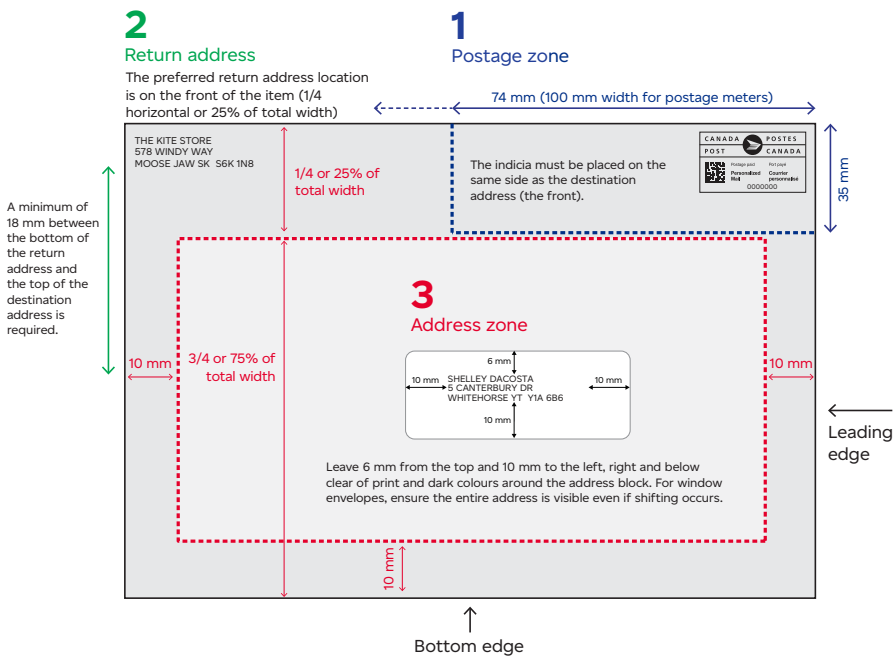 2
Return address
The preferred return address location
is on the front of the item (1/4
horizontal or 25% of total width)
1
Postage zone
74 mm (100 mm width for postage meters)
THE KITE STORE
578 WINDY WAY
MOOSE JAW SK  S6K 1N8
1/4 or 25% of
total width
The indicia must be placed on the
same side as the destination
address (the front).
CANADA POSTES
POST CANADA
Postage paid Port payé
Personalized Courrier
Mail personnalisé
0000000
35 mm
A minimum of
18 mm between
the bottom of
the return
address and
the top of the
destination
address is
required.
3
Address zone
10 mm
3/4 or 75% of
total width
6 mm
10 mm
SHELLEY DACOSTA
5 CANTERBURY DR
WHITEHORSE YT  Y1A 6B6
10 mm
10 mm
10 mm
Leading
edge
Leave 6 mm from the top and 10 mm to the left, right and below
clear of print and dark colours around the address block. For window
envelopes, ensure the entire address is visible even if shifting occurs.
10 mm
Bottom edge